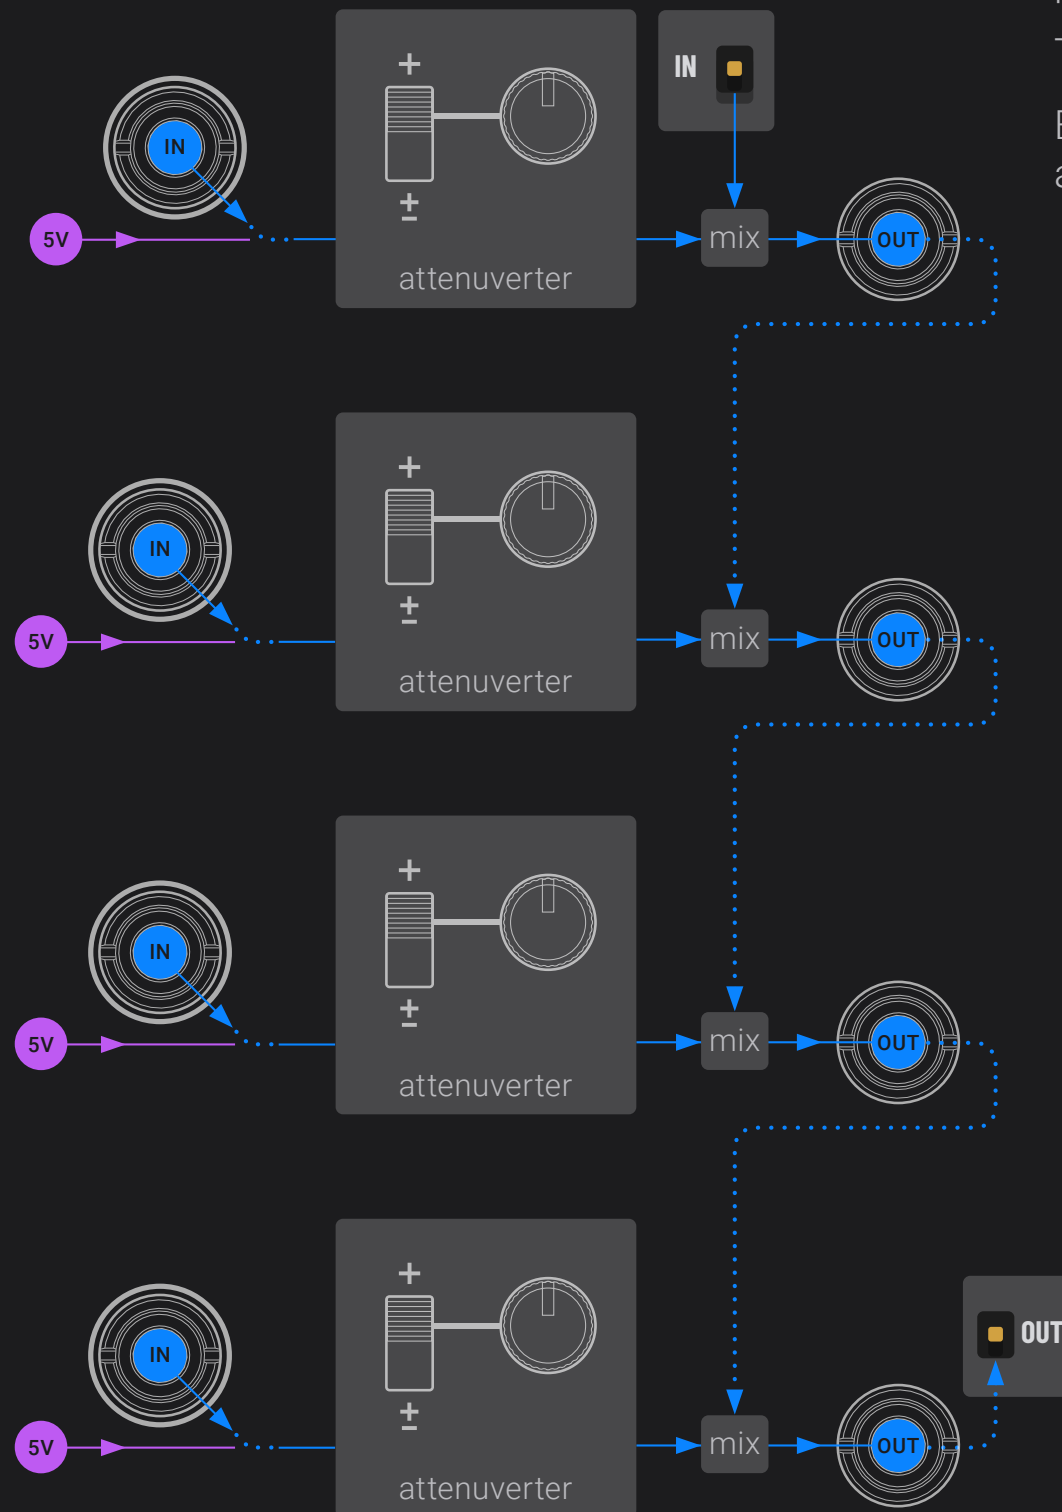 +
IN
IN
5V
±
mix
OUT
attenuverter
+
IN
5V
±
mix
OUT
attenuverter
+
IN
5V
±
mix
OUT
attenuverter
+
OUT
IN
5V
±
mix
OUT
attenuverter